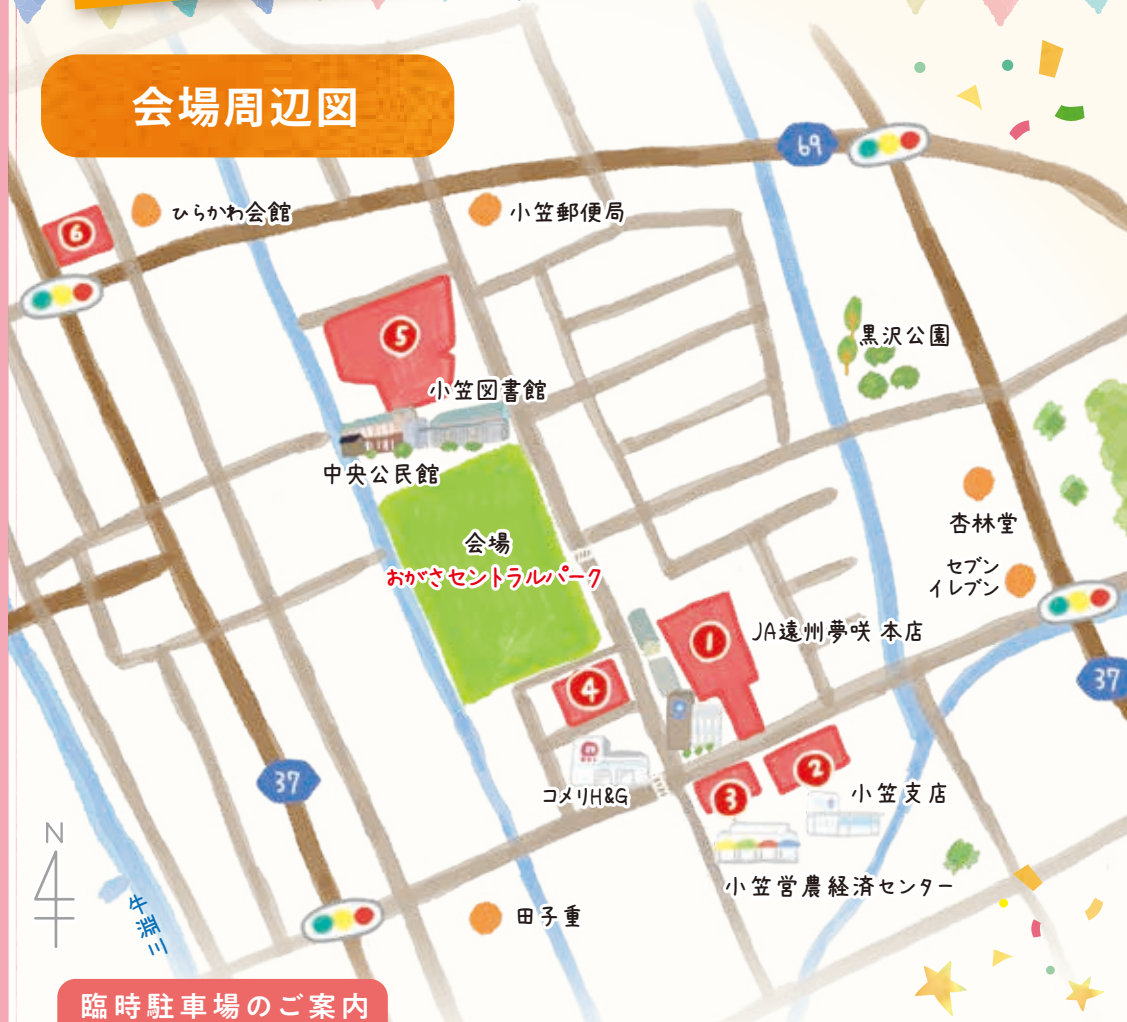 会場周辺図
69
ひらかわ会館
小笠郵便局
6
5
黒沢公園
小笠図書館
中央公民館
会場
おがさセントラルパーク
杏林堂
セブン
イレブン
1
JA遠州夢咲 本店
4
37
2
3
37
小笠支店
コメリH&G
N
小笠営農経済センター
牛淵川
田子重
臨時駐車場のご案内